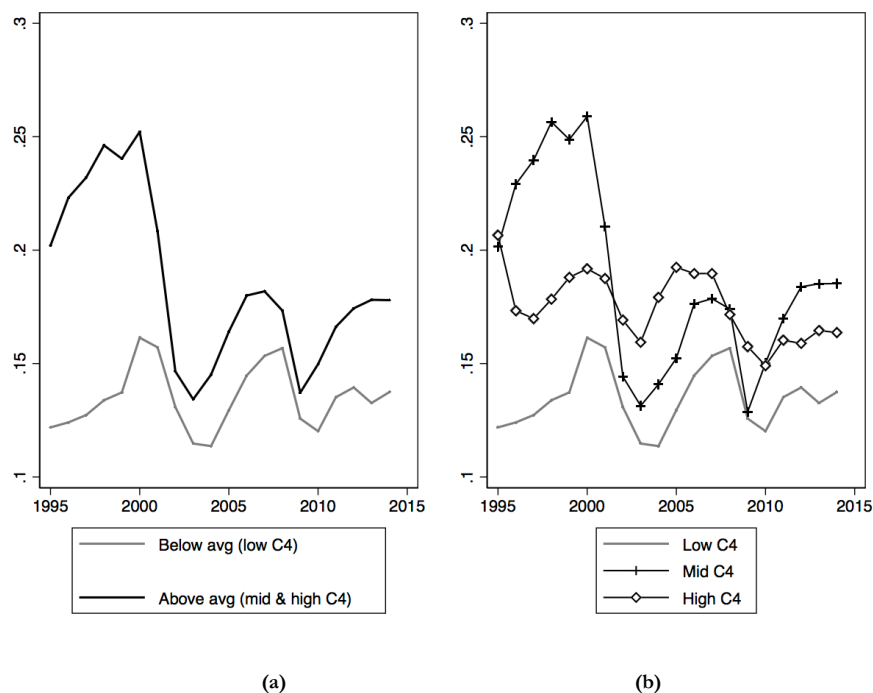 .3
.25
.2
.15
.1
1995 2000 2005 2010 2015
Below avg (low C4)
Above avg (mid & high C4)
(a)
.3
.25
.2
.15
.1
1995 2000 2005 2010 2015
Low C4
Mid C4
High C4
(b)